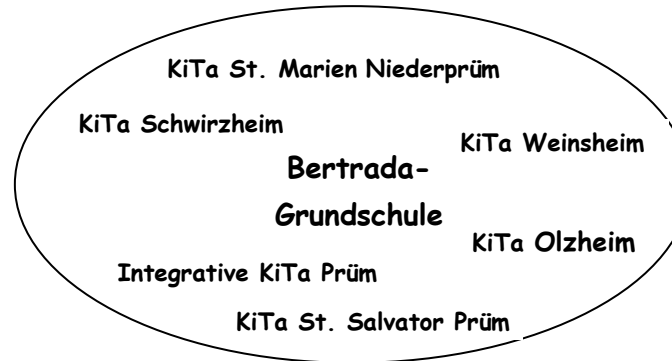 KiTa St. Marien Niederprüm
KiTa Schwirzheim
KiTa Weinsheim
Bertrada-
Grundschule
KiTa Olzheim
Integrative KiTa Prüm
KiTa St. Salvator Prüm